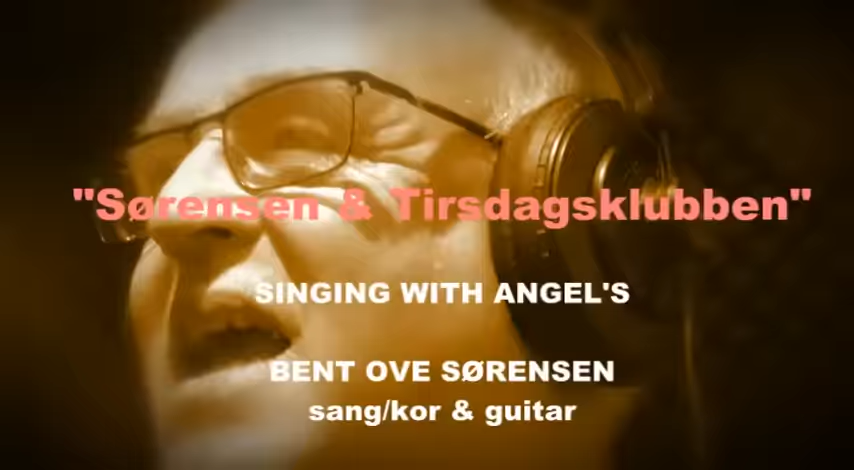 "Sørensen & Tirsdagsklubben"
SINGING WITH ANGEL'S
BENT OVE SØRENSEN
sang/kor & guitar